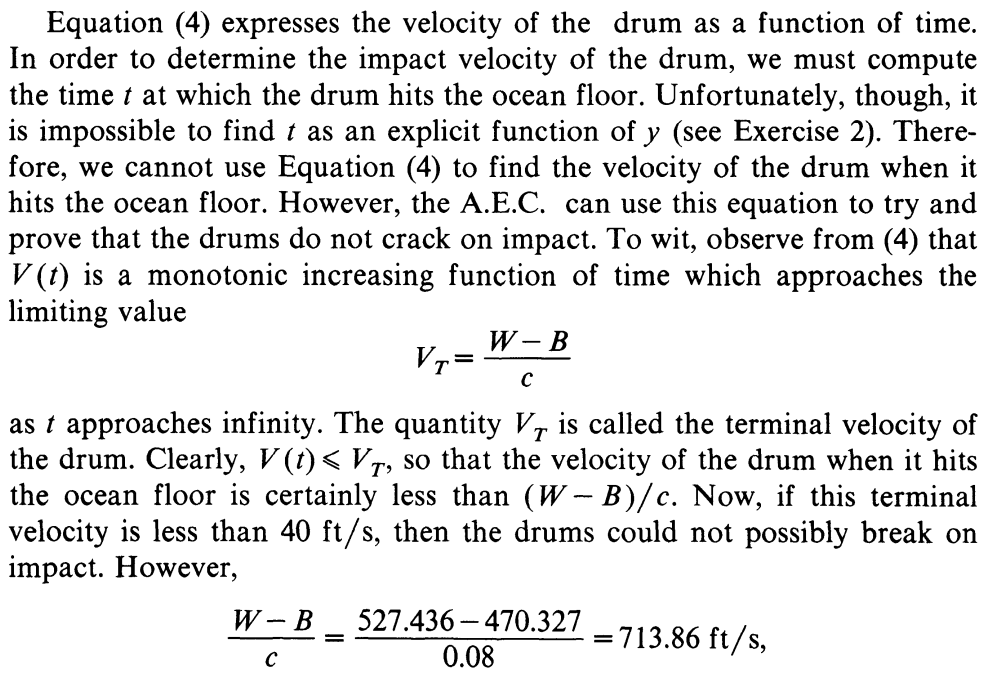 Equation (4) expresses the velocity of the drum as a function of time.
In order to determine the impact velocity of the drum, we must compute
the time t at which the drum hits the ocean floor. Unfortunately, though, it
is impossible to find t as an explicit function of y (see Exercise 2). There-
fore, we cannot use Equation (4) to find the velocity of the drum when it
hits the ocean floor. However, the A.E.C. can use this equation to try and
prove that the drums do not crack on impact. To wit, observe from (4) that
V(t) is a monotonic increasing function of time which approaches the
limiting value
V_T = (W − B)/c
as t approaches infinity. The quantity V_T is called the terminal velocity of
the drum. Clearly, V(t) ⩽ V_T, so that the velocity of the drum when it hits
the ocean floor is certainly less than (W − B)/c. Now, if this terminal
velocity is less than 40 ft/s, then the drums could not possibly break on
impact. However,
(W − B)/c = (527.436 − 470.327)/0.08 = 713.86 ft/s,